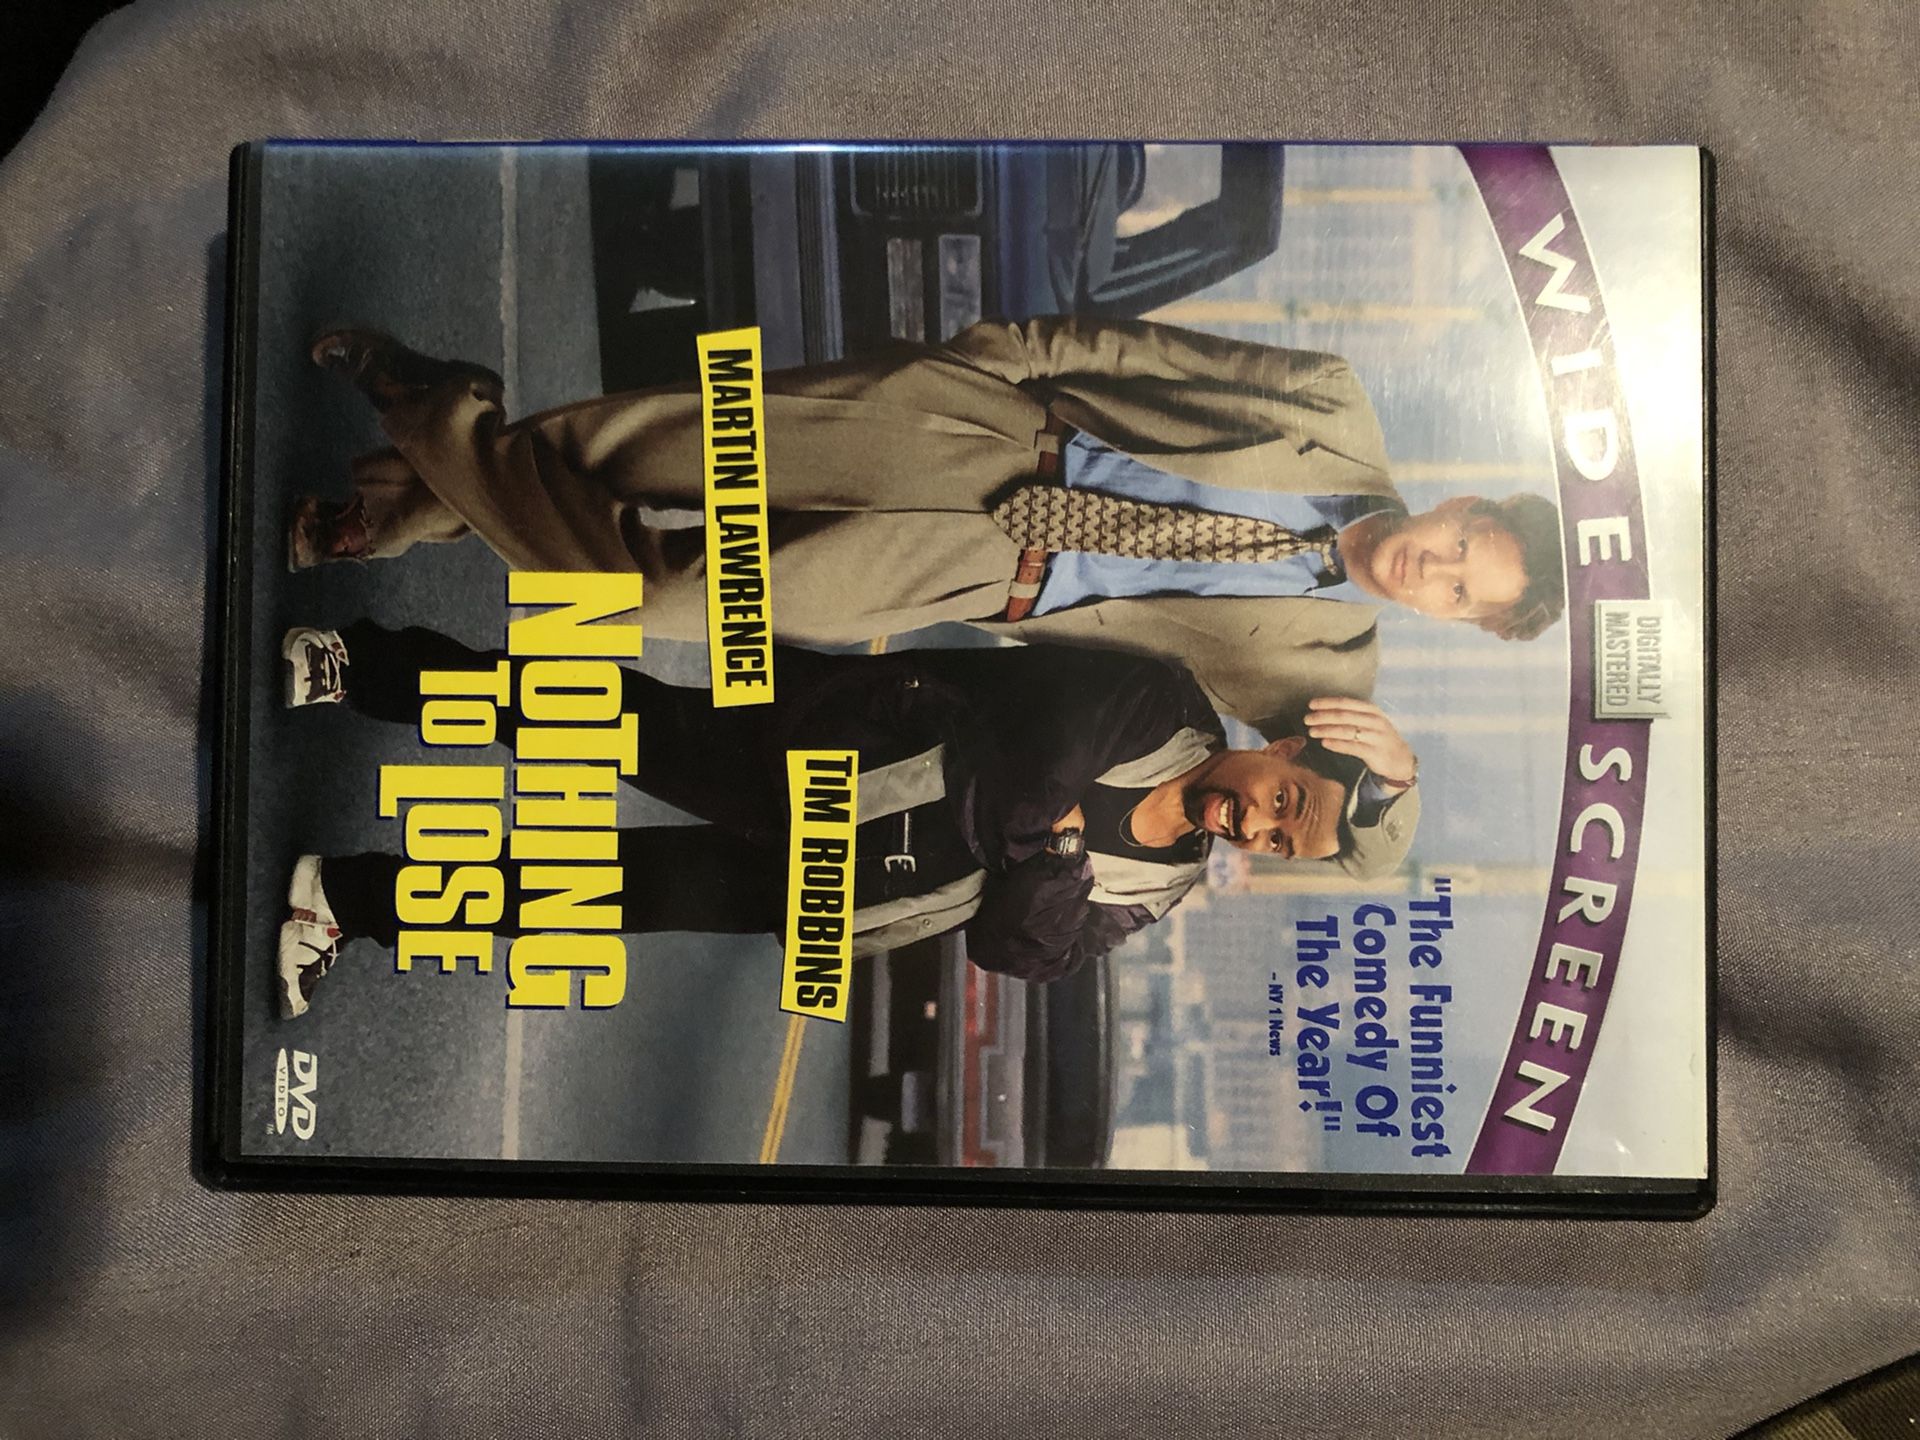 WIDE SCREEN
DIGITALLY
MASTERED
"The Funniest
Comedy Of
The Year!"
- NY 1 News
MARTIN LAWRENCE
TIM ROBBINS
NOTHING
TO LOSE
DVD
VIDEO
TM